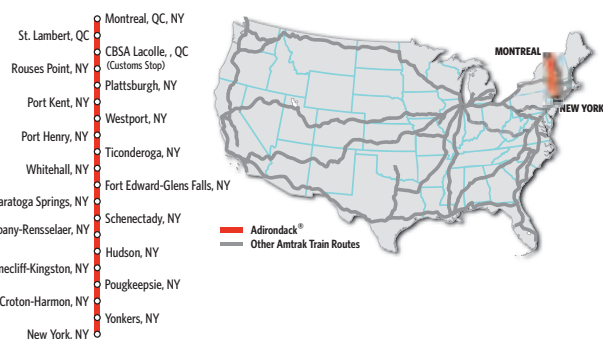 Montreal, QC, NY
St. Lambert, QC
CBSA Lacolle, , QC
(Customs Stop)
Rouses Point, NY
Plattsburgh, NY
Port Kent, NY
Westport, NY
Port Henry, NY
Ticonderoga, NY
Whitehall, NY
Fort Edward-Glens Falls, NY
aratoga Springs, NY
Schenectady, NY
bany-Rensselaer, NY
Hudson, NY
necliff-Kingston, NY
Pougkeepsie, NY
Croton-Harmon, NY
Yonkers, NY
New York, NY
MONTREAL
NEW YORK
Adirondack®
Other Amtrak Train Routes